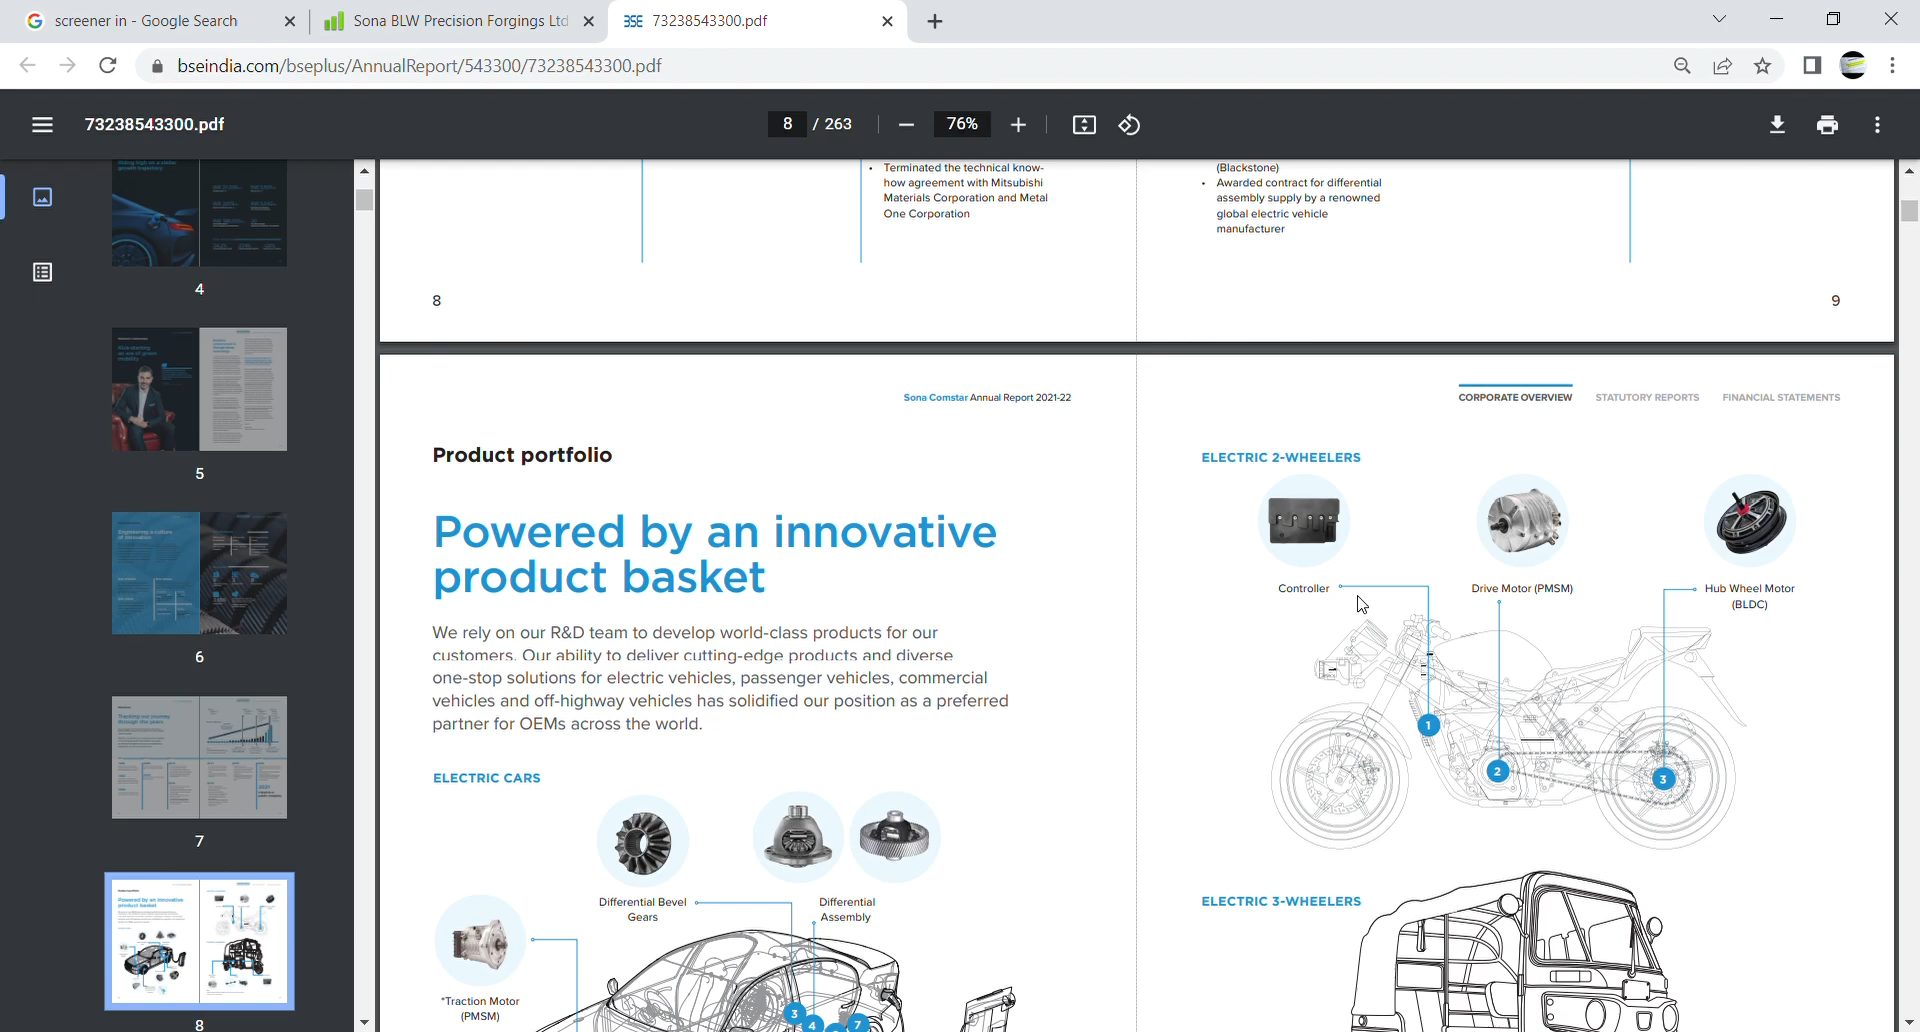 screener in - Google Search
Sona BLW Precision Forgings Ltd
BSE 73238543300.pdf
bseindia.com/bseplus/AnnualReport/543300/73238543300.pdf
73238543300.pdf
8 / 263
76%
4
5
6
7
8
Terminated the technical know-
how agreement with Mitsubishi
Materials Corporation and Metal
One Corporation
(Blackstone)
Awarded contract for differential
assembly supply by a renowned
global electric vehicle
manufacturer
8
9
Sona Comstar Annual Report 2021-22
CORPORATE OVERVIEW STATUTORY REPORTS FINANCIAL STATEMENTS
Product portfolio
Powered by an innovative
product basket
We rely on our R&D team to develop world-class products for our
customers. Our ability to deliver cutting-edge products and diverse
one-stop solutions for electric vehicles, passenger vehicles, commercial
vehicles and off-highway vehicles has solidified our position as a preferred
partner for OEMs across the world.
ELECTRIC CARS
Differential Bevel
Gears
Differential
Assembly
*Traction Motor
(PMSM)
3
4
7
ELECTRIC 2-WHEELERS
Controller
Drive Motor (PMSM)
Hub Wheel Motor
(BLDC)
1
2
3
ELECTRIC 3-WHEELERS